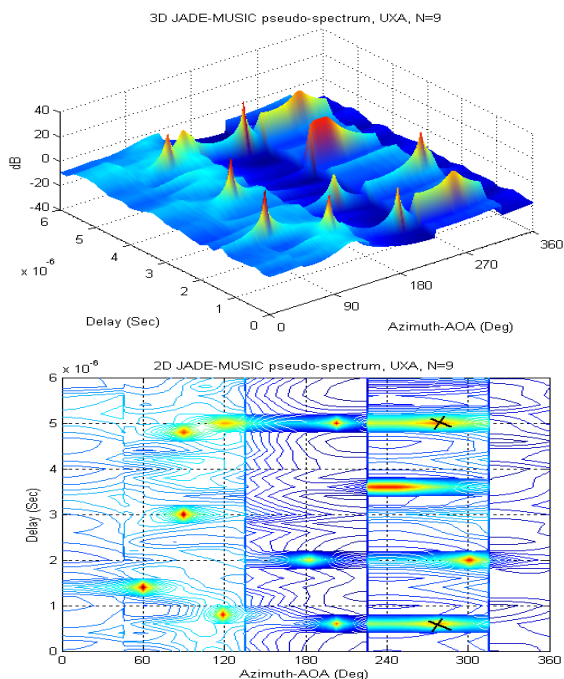 3D JADE-MUSIC pseudo-spectrum, UXA, N=9
40
20
0
-20
-40
dB
6
5
4
3
2
1
0
x 10⁻⁶
Delay (Sec)
0
90
180
270
360
Azimuth-AOA (Deg)
x 10⁻⁶ 2D JADE-MUSIC pseudo-spectrum, UXA, N=9
6
5
4
3
2
1
0
Delay (Sec)
0 60 120 180 240 300 360
Azimuth-AOA (Deg)